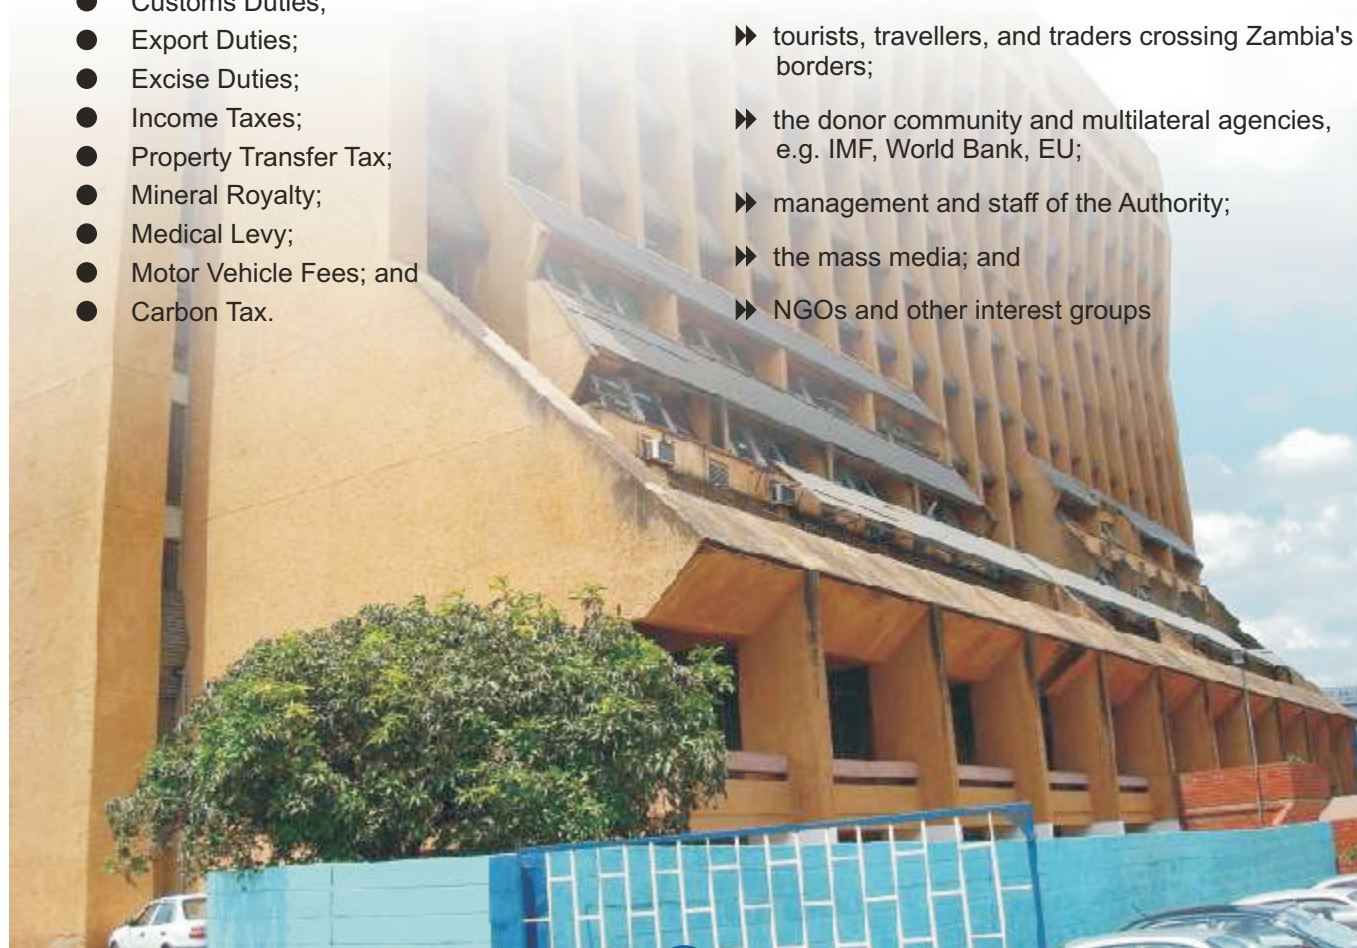 Customs Duties;
● Export Duties;
● Excise Duties;
● Income Taxes;
● Property Transfer Tax;
● Mineral Royalty;
● Medical Levy;
● Motor Vehicle Fees; and
● Carbon Tax.
tourists, travellers, and traders crossing Zambia's
borders;
the donor community and multilateral agencies,
e.g. IMF, World Bank, EU;
management and staff of the Authority;
the mass media; and
NGOs and other interest groups